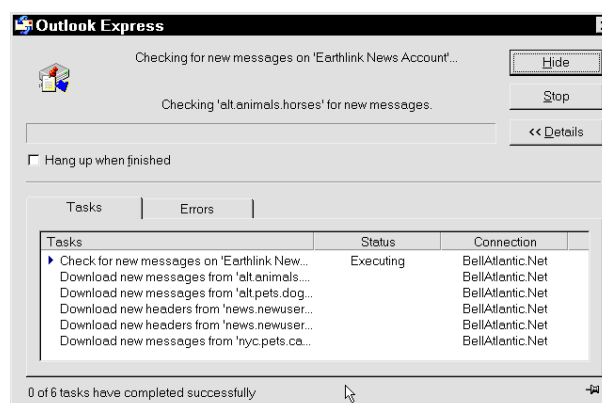 Outlook Express
Checking for new messages on 'Earthlink News Account'...
Hide
Checking 'alt.animals.horses' for new messages.
Stop
<< Details
Hang up when finished
Tasks Errors
Tasks Status Connection
Check for new messages on 'Earthlink New... Executing BellAtlantic.Net
Download new messages from 'alt.animals.... BellAtlantic.Net
Download new messages from 'alt.pets.dog... BellAtlantic.Net
Download new headers from 'news.newuser... BellAtlantic.Net
Download new headers from 'news.newuser... BellAtlantic.Net
Download new messages from 'nyc.pets.ca... BellAtlantic.Net
0 of 6 tasks have completed successfully